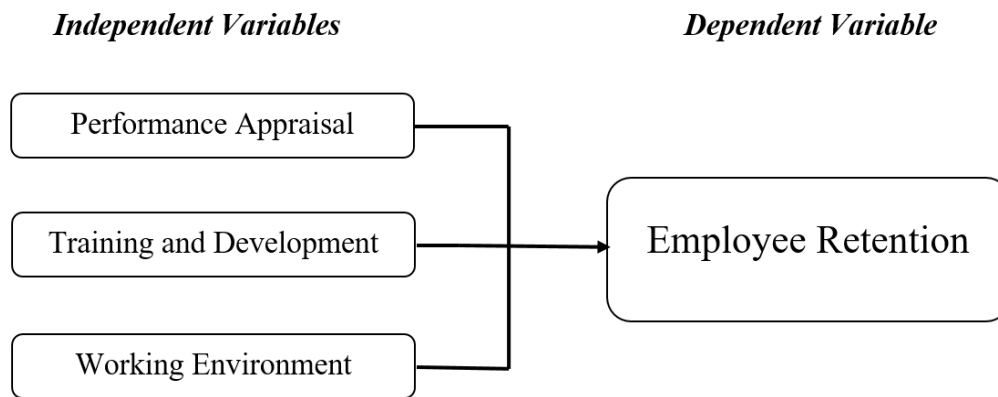 Independent Variables
Dependent Variable
Performance Appraisal
Training and Development
Employee Retention
Working Environment